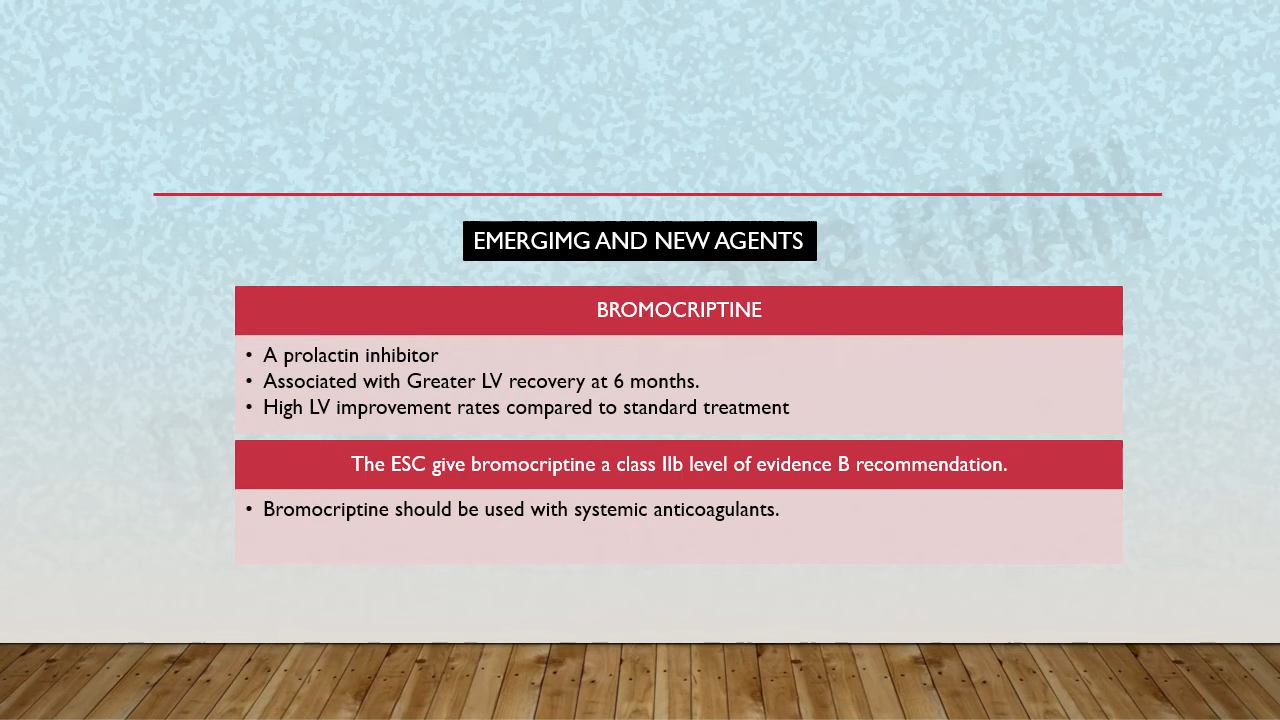 EMERGIMG AND NEW AGENTS
BROMOCRIPTINE
• A prolactin inhibitor
• Associated with Greater LV recovery at 6 months.
• High LV improvement rates compared to standard treatment
The ESC give bromocriptine a class IIb level of evidence B recommendation.
• Bromocriptine should be used with systemic anticoagulants.